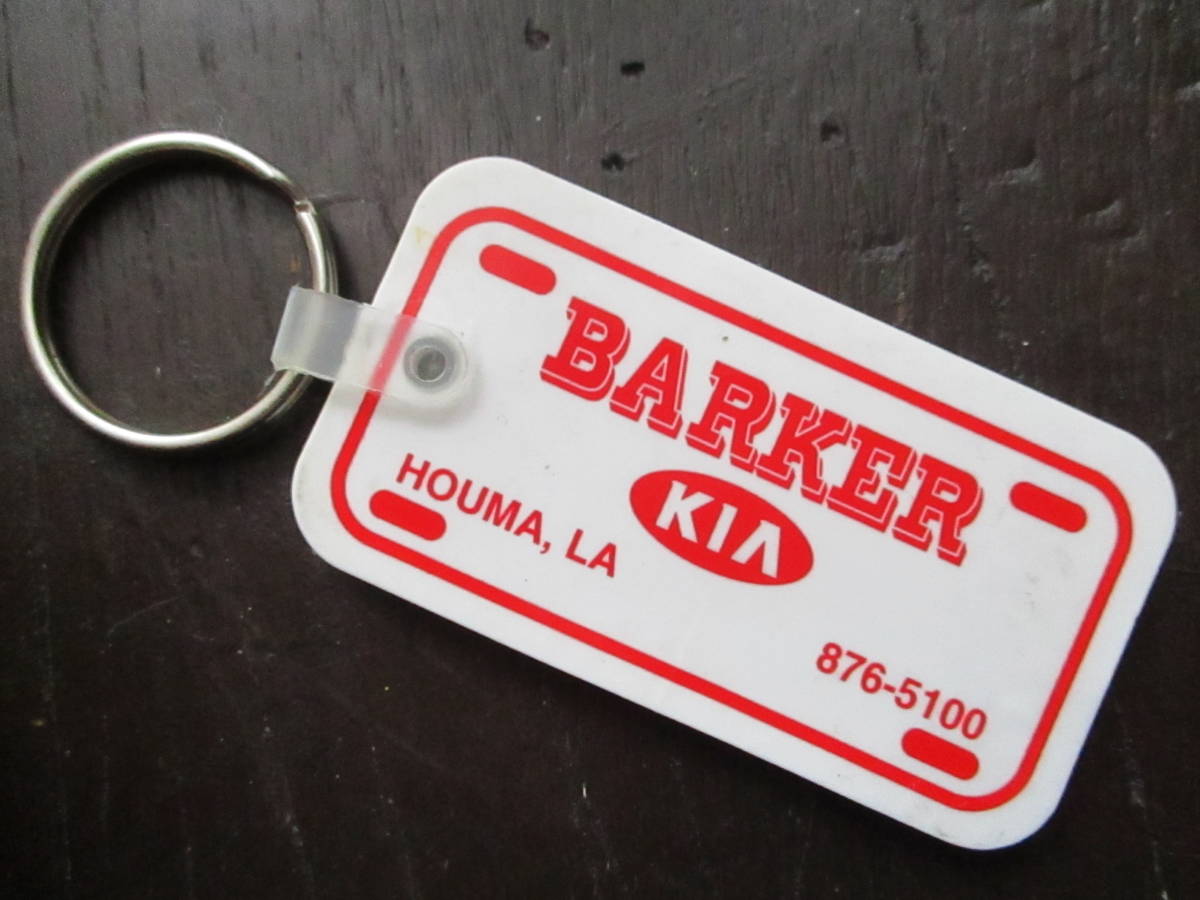 BARKER
KIA
HOUMA, LA
876-5100